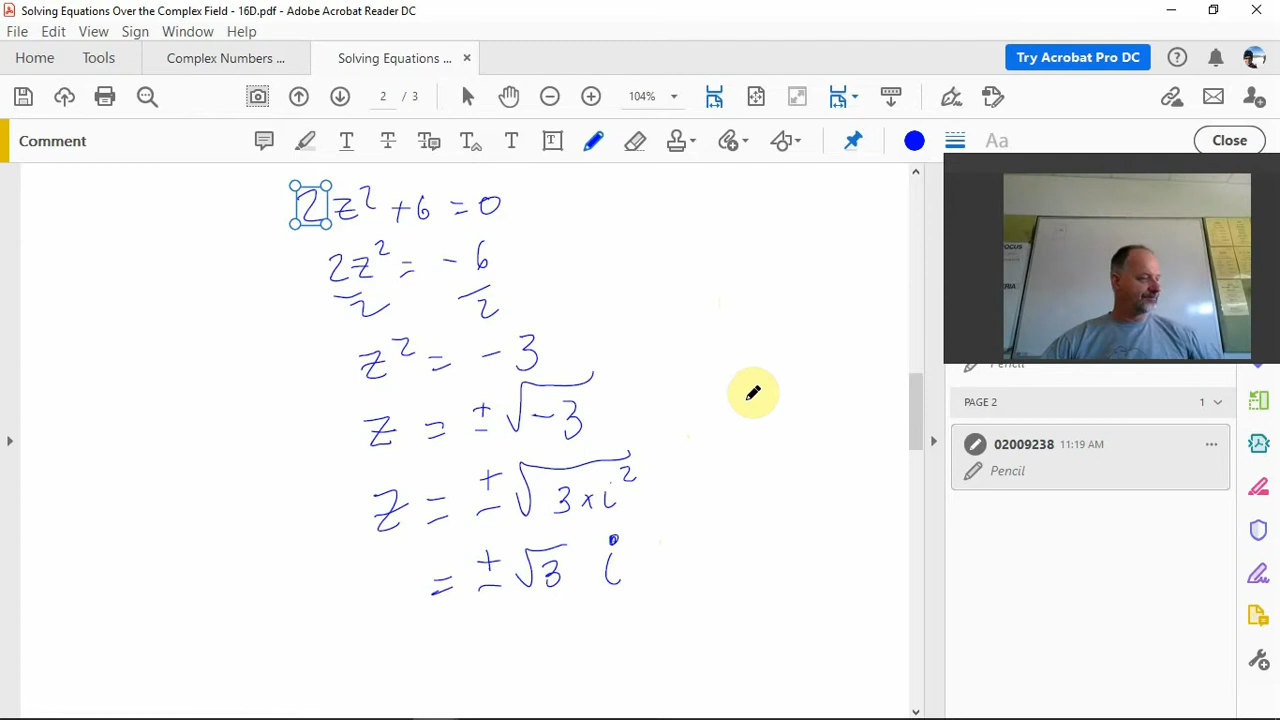 Solving Equations Over the Complex Field - 16D.pdf - Adobe Acrobat Reader DC
File Edit View Sign Window Help
Home Tools Complex Numbers ... Solving Equations ... × Try Acrobat Pro DC
2 / 3 104%
Comment Aa Close
2z² + 6 = 0
2z² = -6
/2 /2
z² = -3
z = ±√-3
z = ±√3×i²
= ±√3 i
FOCUS
Pencil
PAGE 2 1
02009238 11:19 AM ...
Pencil